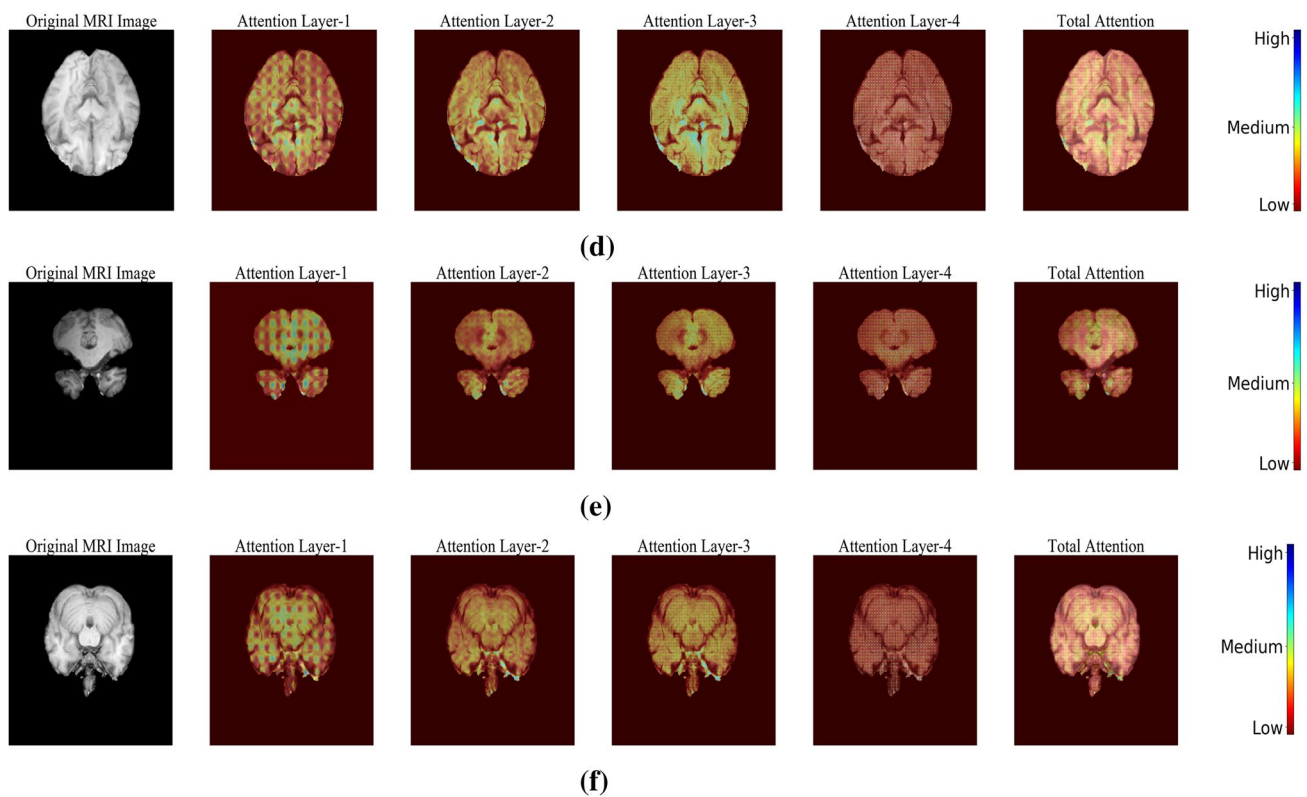 Original MRI Image Attention Layer-1 Attention Layer-2 Attention Layer-3 Attention Layer-4 Total Attention
High
Medium
Low
(d)
Original MRI Image Attention Layer-1 Attention Layer-2 Attention Layer-3 Attention Layer-4 Total Attention
High
Medium
Low
(e)
Original MRI Image Attention Layer-1 Attention Layer-2 Attention Layer-3 Attention Layer-4 Total Attention
High
Medium
Low
(f)